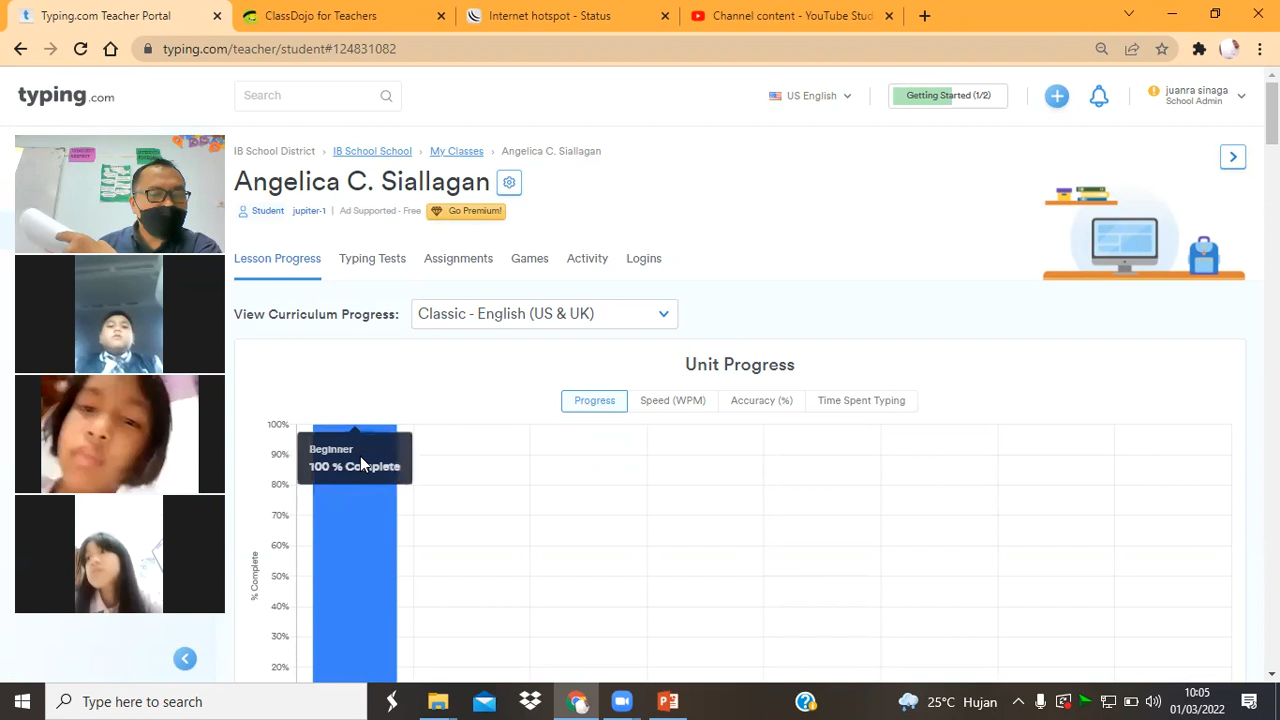 Typing.com Teacher Portal
ClassDojo for Teachers
Internet hotspot - Status
Channel content - YouTube Stud
typing.com/teacher/student#124831082
typing.com
Search
US English
Getting Started (1/2)
juanra sinaga
School Admin
IB School District > IB School School > My Classes > Angelica C. Siallagan
Angelica C. Siallagan
Student jupiter-1 | Ad Supported - Free Go Premium!
Lesson Progress
Typing Tests
Assignments
Games
Activity
Logins
View Curriculum Progress:
Classic - English (US & UK)
Unit Progress
Progress
Speed (WPM)
Accuracy (%)
Time Spent Typing
100%
90%
80%
70%
60%
50%
40%
30%
20%
% Complete
Beginner
100 % Complete
Type here to search
25°C Hujan
10:05
01/03/2022